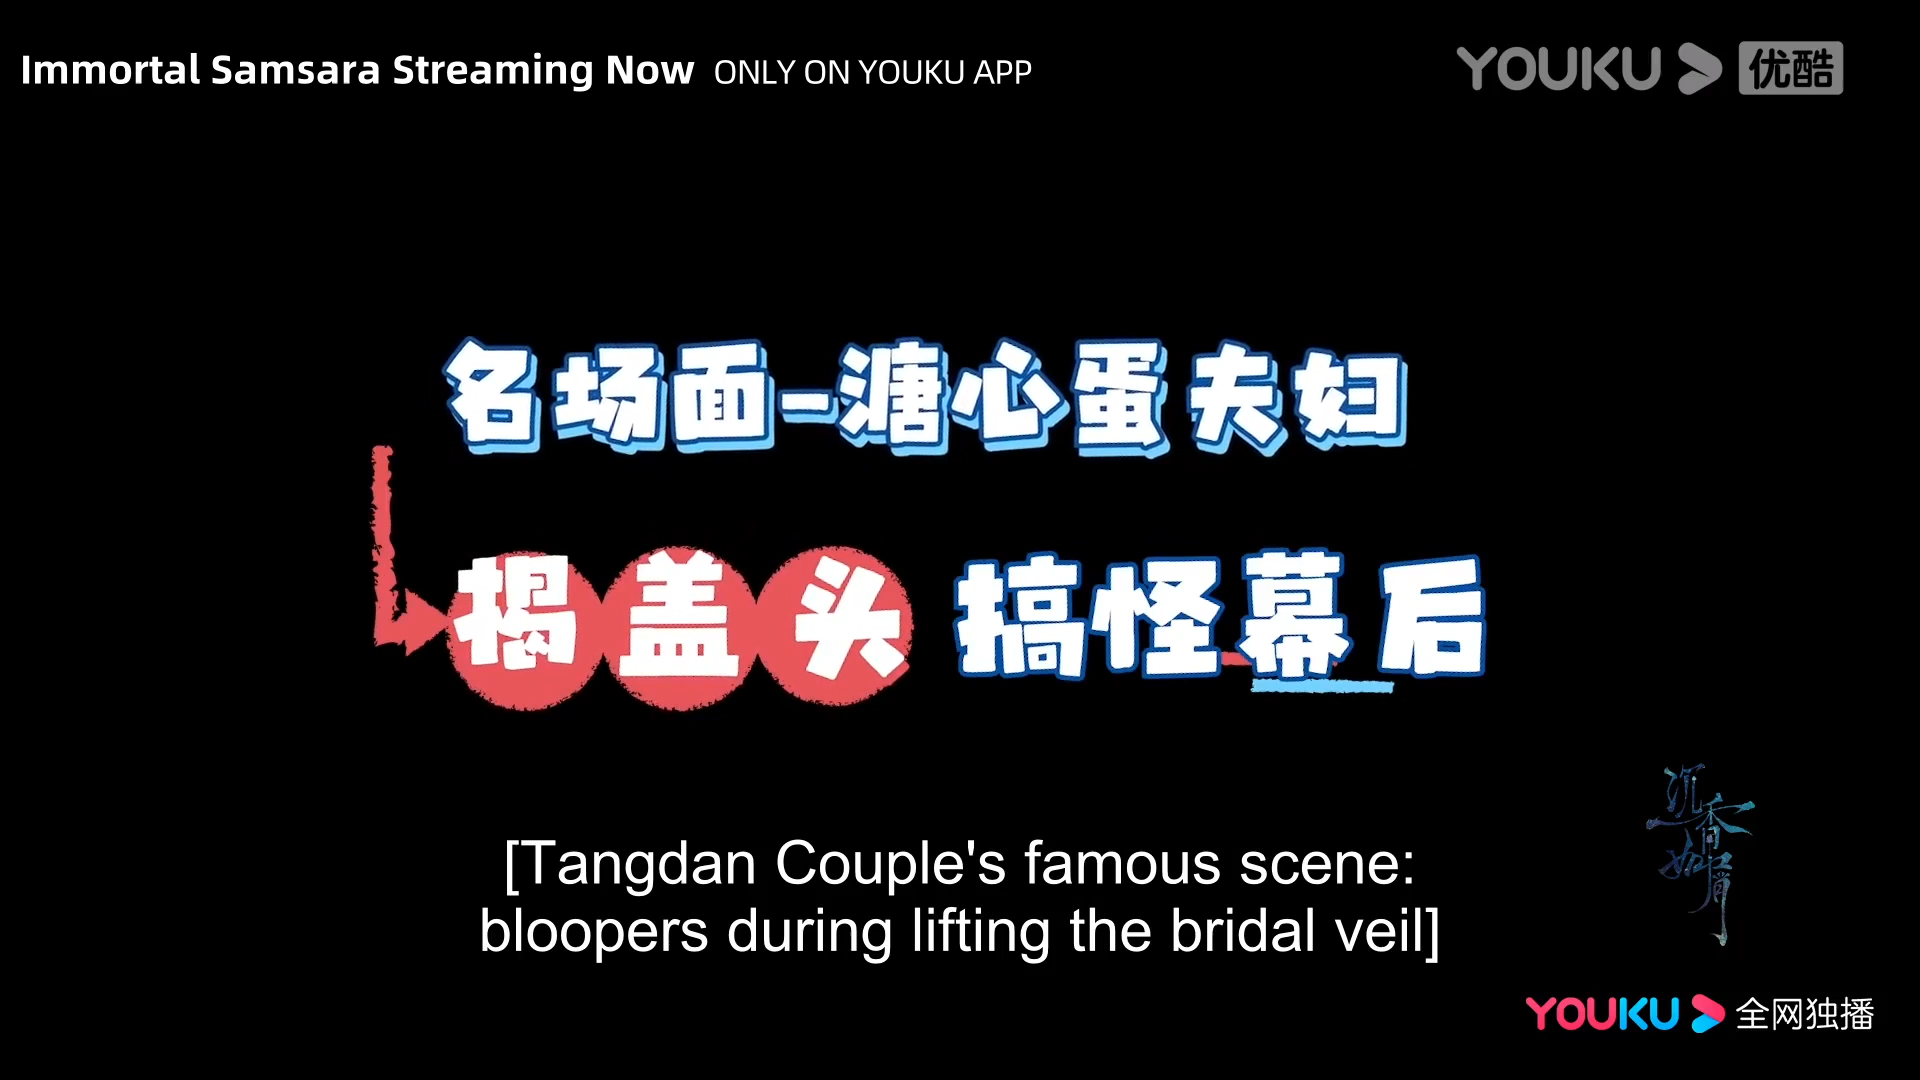 Immortal Samsara Streaming Now ONLY ON YOUKU APP
YOUKU 优酷
名场面-溏心蛋夫妇
揭盖头 搞怪幕后
沉香如屑
[Tangdan Couple's famous scene:
bloopers during lifting the bridal veil]
YOUKU 全网独播